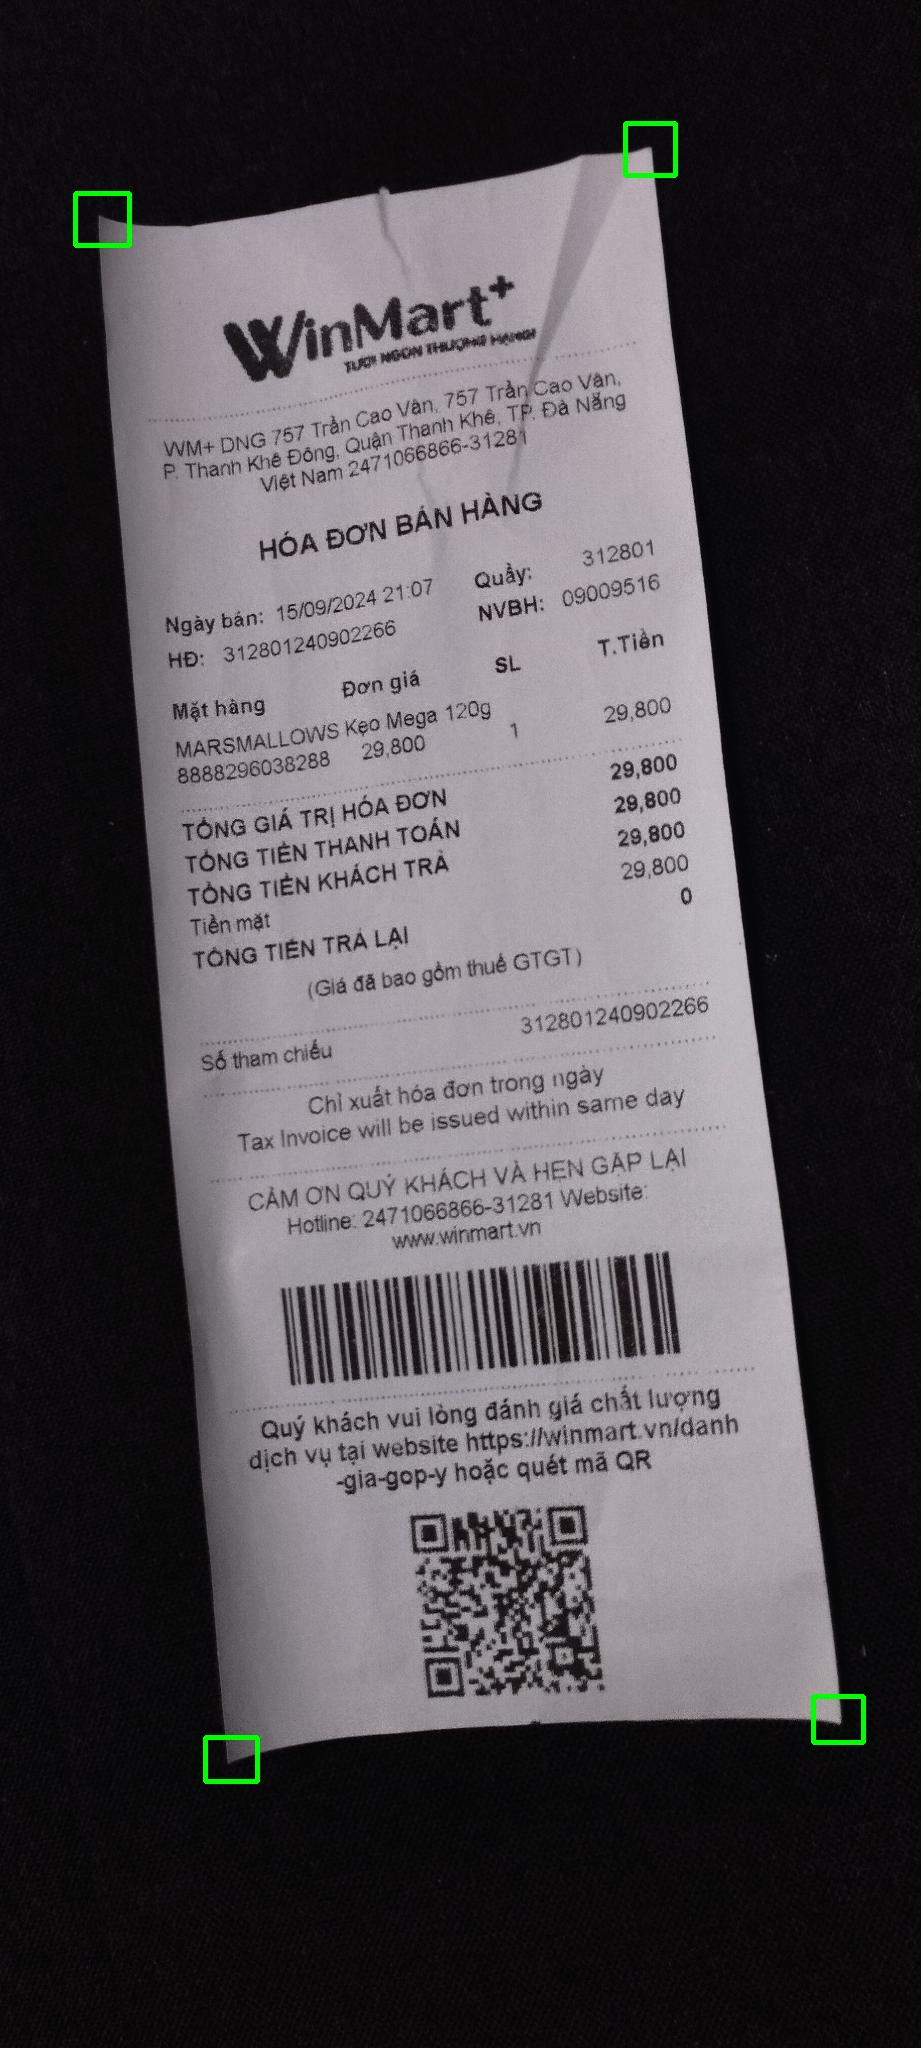 WinMart+
TƯƠI NGON THƯỢNG HẠNG!
WM+ DNG 757 Trần Cao Vân, 757 Trần Cao Vân,
P. Thanh Khê Đông, Quận Thanh Khê, TP. Đà Nẵng
Việt Nam 2471066866-31281
HÓA ĐƠN BÁN HÀNG
Ngày bán: 15/09/2024 21:07 Quầy: 312801
HĐ: 312801240902266 NVBH: 09009516
Mặt hàng Đơn giá SL T.Tiền
MARSMALLOWS Kẹo Mega 120g
8888296038288 29,800 1 29,800
TỔNG GIÁ TRỊ HÓA ĐƠN 29,800
TỔNG TIỀN THANH TOÁN 29,800
TỔNG TIỀN KHÁCH TRẢ 29,800
Tiền mặt 29,800
TỔNG TIỀN TRẢ LẠI 0
(Giá đã bao gồm thuế GTGT)
Số tham chiếu 312801240902266
Chỉ xuất hóa đơn trong ngày
Tax Invoice will be issued within same day
CẢM ƠN QUÝ KHÁCH VÀ HẸN GẶP LẠI
Hotline: 2471066866-31281 Website:
www.winmart.vn
Quý khách vui lòng đánh giá chất lượng
dịch vụ tại website https://winmart.vn/danh
-gia-gop-y hoặc quét mã QR